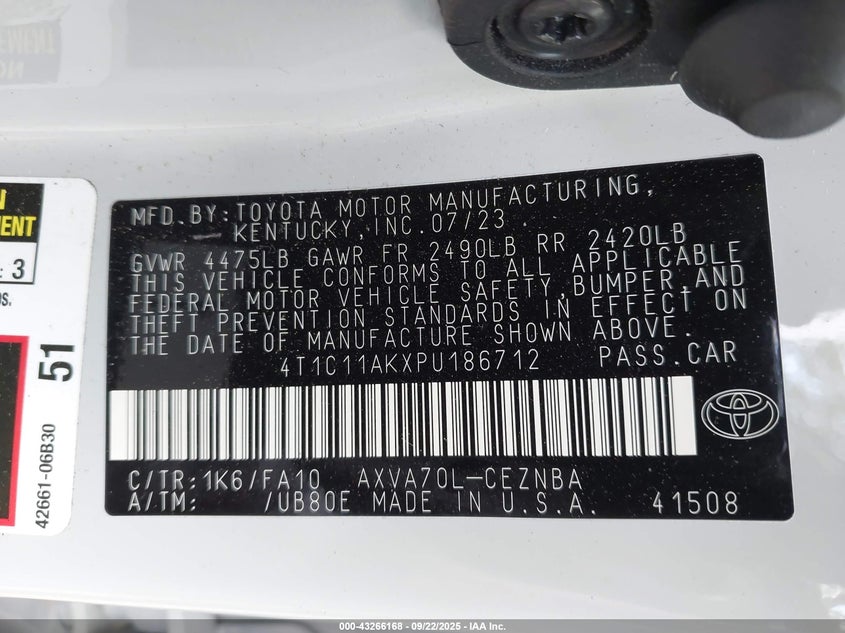 MFD. BY: TOYOTA MOTOR MANUFACTURING,
KENTUCKY, INC. 07/23
GVWR 4475LB GAWR FR 2490LB RR 2420LB
THIS VEHICLE CONFORMS TO ALL APPLICABLE
FEDERAL MOTOR VEHICLE SAFETY, BUMPER, AND
THEFT PREVENTION STANDARDS IN EFFECT ON
THE DATE OF MANUFACTURE SHOWN ABOVE.
4T1C11AKXPU186712 PASS. CAR
C/TR: 1K6/FA10 AXVA70L-CEZNBA
A/TM: /UB80E MADE IN U.S.A. 41508
: 3
51
42661-06B30
000-43266168 - 09/22/2025 - IAA Inc.